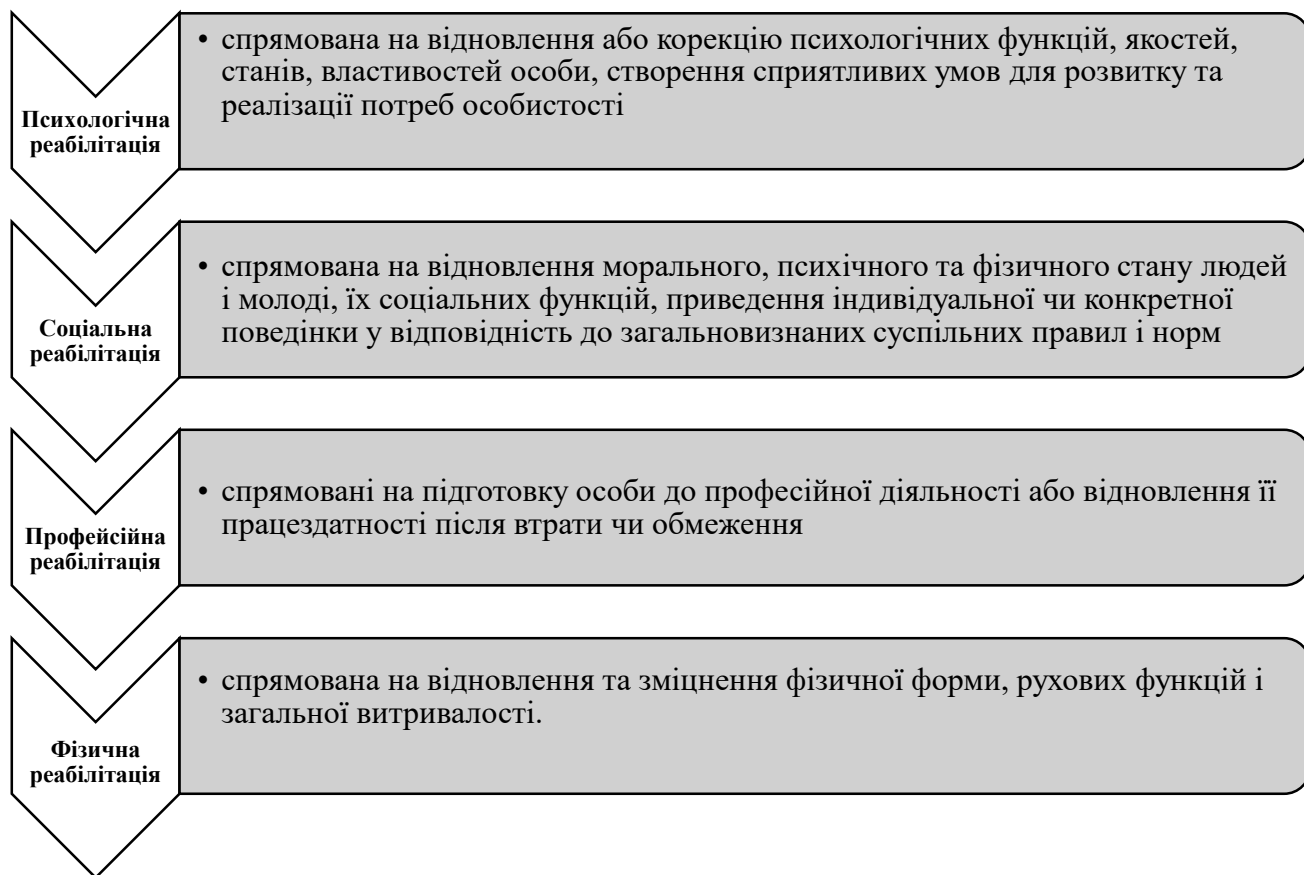 Психологічна
реабілітація
• спрямована на відновлення або корекцію психологічних функцій, якостей,
станів, властивостей особи, створення сприятливих умов для розвитку та
реалізації потреб особистості
Соціальна
реабілітація
• спрямована на відновлення морального, психічного та фізичного стану людей
і молоді, їх соціальних функцій, приведення індивідуальної чи конкретної
поведінки у відповідність до загальновизнаних суспільних правил і норм
Профейсійна
реабілітація
• спрямовані на підготовку особи до професійної діяльності або відновлення її
працездатності після втрати чи обмеження
Фізична
реабілітація
• спрямована на відновлення та зміцнення фізичної форми, рухових функцій і
загальної витривалості.